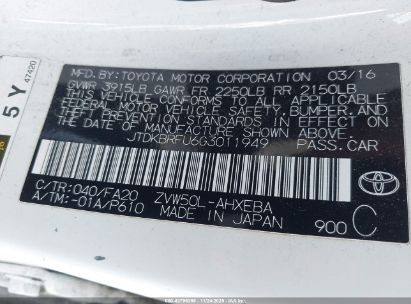 MFD.BY:TOYOTA MOTOR CORPORATION 03/16
GVWR 3915LB GAWR FR 2250LB RR 2150LB
THIS VEHICLE CONFORMS TO ALL APPLICABLE
FEDERAL MOTOR VEHICLE SAFETY, BUMPER, AND
THEFT PREVENTION STANDARDS IN EFFECT ON
THE DATE OF MANUFACTURE SHOWN ABOVE.
JTDKBRFU6G3011949 PASS.CAR
C/TR:040/FA20 ZVW50L-AHXEBA
A/TM:-01A/P610 MADE IN JAPAN
900 C
TOYOTA
5 Y
47420